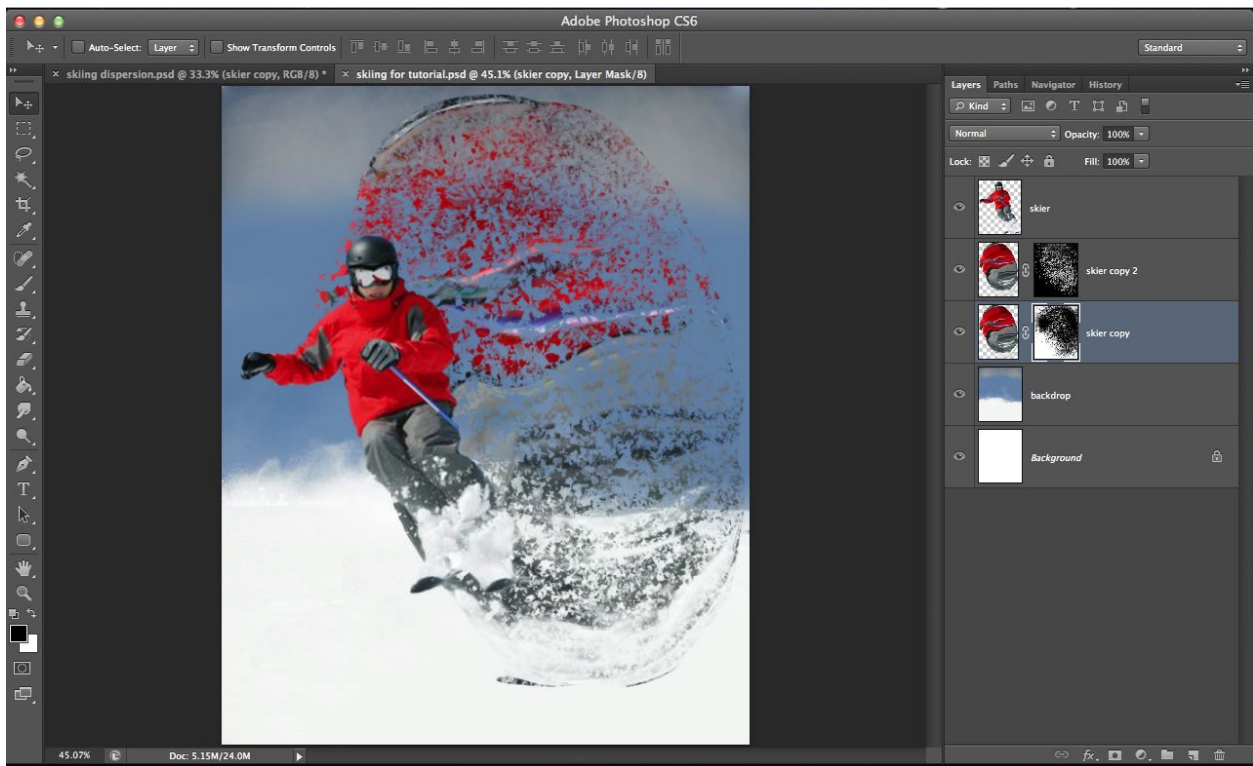 Adobe Photoshop CS6
Auto-Select: Layer Show Transform Controls Standard
× skiing dispersion.psd @ 33.3% (skier copy, RGB/8) * × skiing for tutorial.psd @ 45.1% (skier copy, Layer Mask/8)
Layers Paths Navigator History
Kind T
Normal Opacity: 100%
Lock: Fill: 100%
skier
skier copy 2
skier copy
backdrop
Background
T
45.07% Doc: 5.15M/24.0M fx.